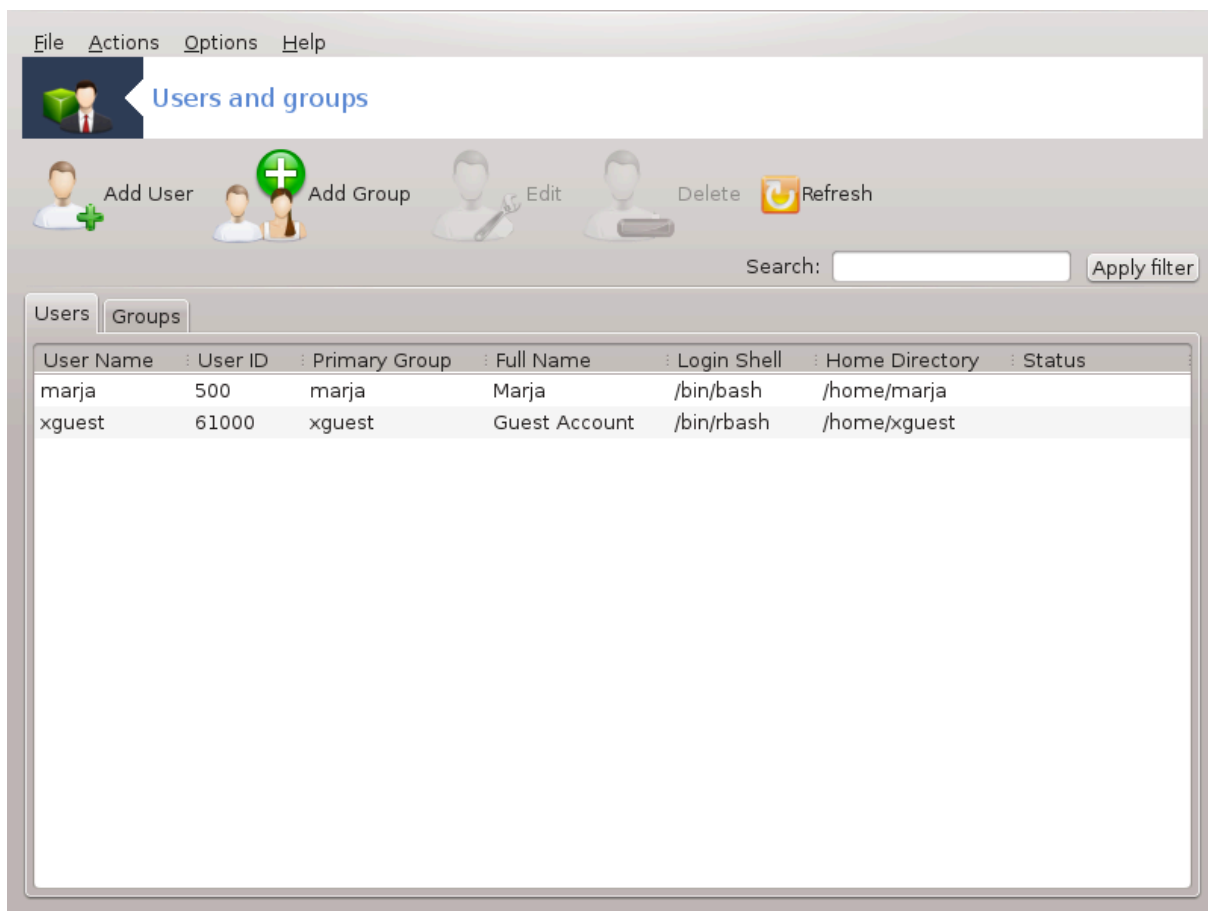 File Actions Options Help
Users and groups
Add User Add Group Edit Delete Refresh
Search: Apply filter
Users Groups
User Name User ID Primary Group Full Name Login Shell Home Directory Status
marja 500 marja Marja /bin/bash /home/marja
xguest 61000 xguest Guest Account /bin/rbash /home/xguest